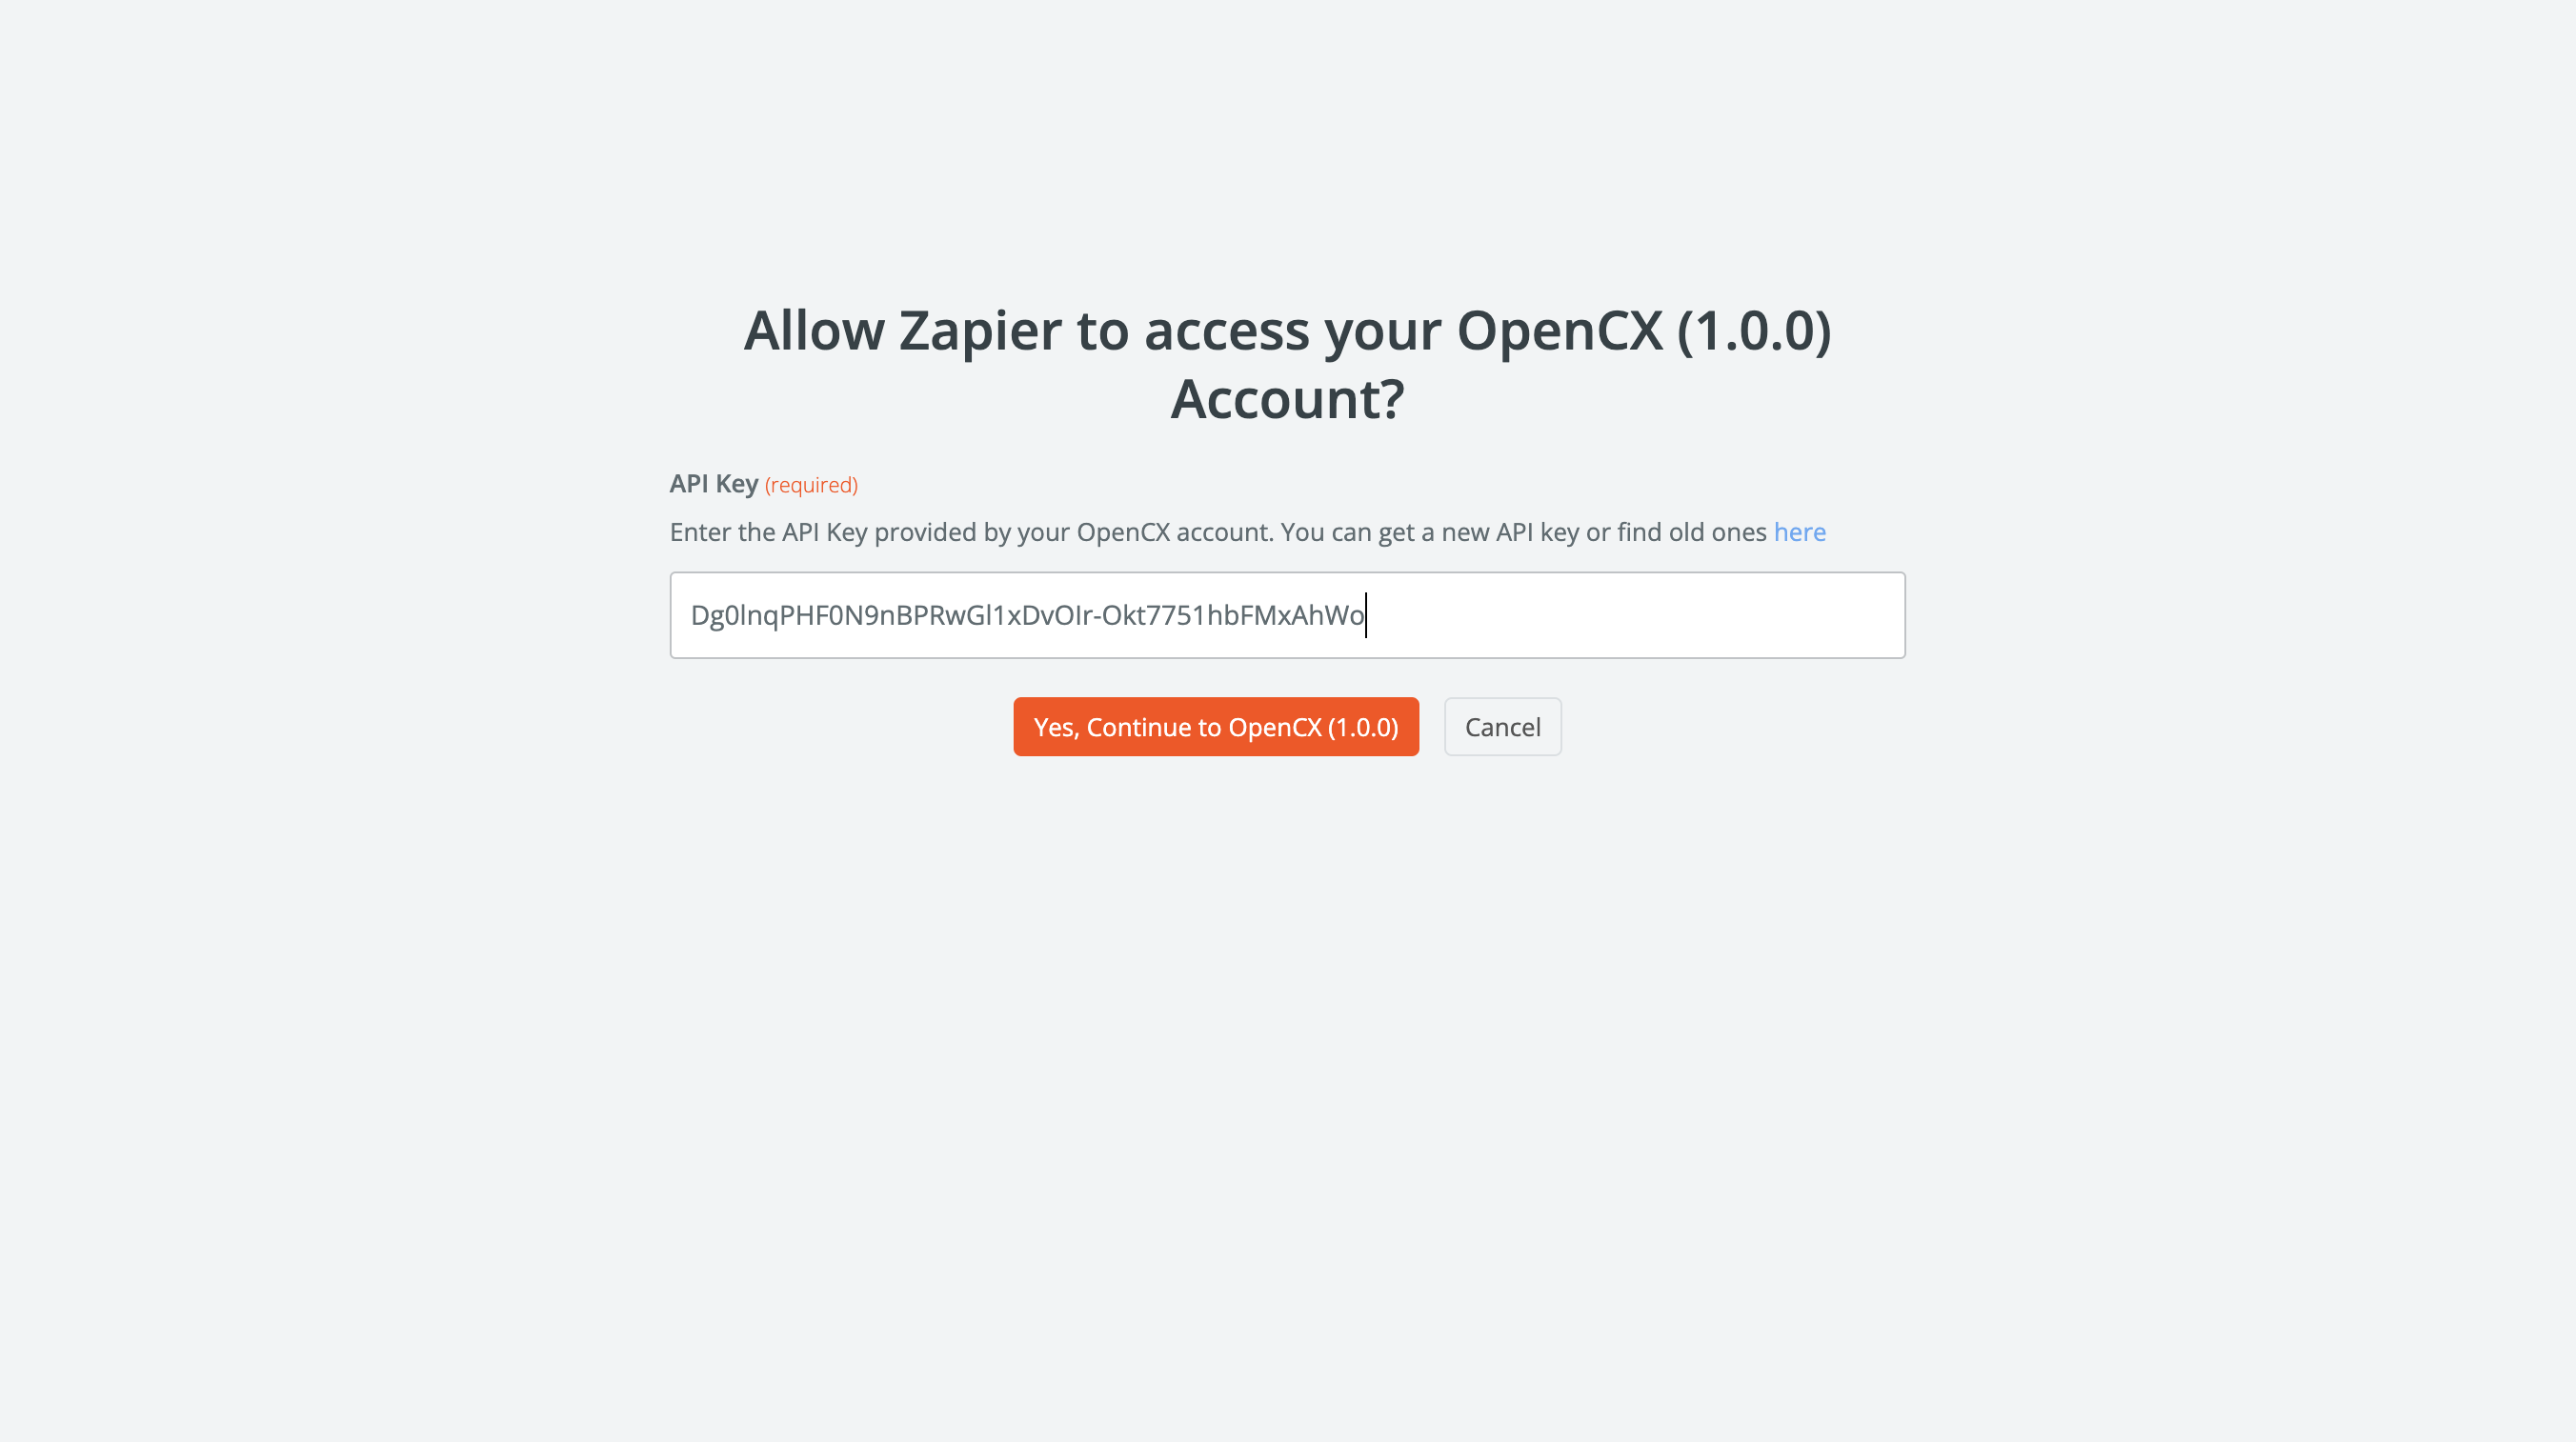 Allow Zapier to access your OpenCX (1.0.0)
Account?
API Key (required)
Enter the API Key provided by your OpenCX account. You can get a new API key or find old ones here
Dg0lnqPHF0N9nBPRwGl1xDvOIr-Okt7751hbFMxAhWo
Yes, Continue to OpenCX (1.0.0)
Cancel